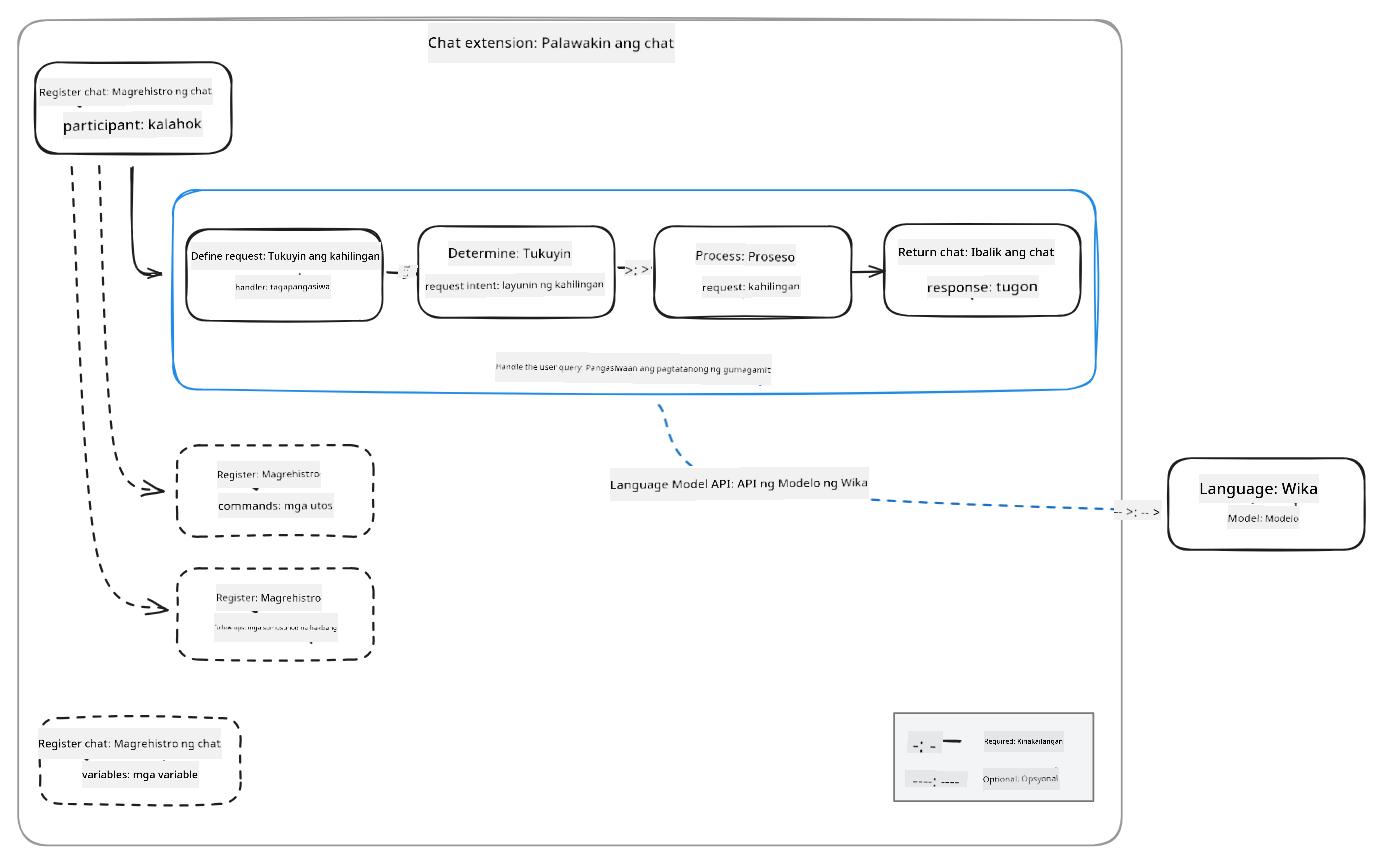 Chat extension: Palawakin ang chat
Register chat: Magrehistro ng chat
participant: kalahok
Define request: Tukuyin ang kahilingan
handler: tagapangasiwa
Determine: Tukuyin
request intent: layunin ng kahilingan
>: >
Process: Proseso
request: kahilingan
Return chat: Ibalik ang chat
response: tugon
Handle the user query: Pangasiwaan ang pagtatanong ng gumagamit
Register: Magrehistro
commands: mga utos
Language Model API: API ng Modelo ng Wika
-- >: -- >
Language: Wika
Model: Modelo
Register: Magrehistro
Register chat: Magrehistro ng chat
variables: mga variable
-: -
Required: Kinakailangan
----: ----
Optional: Opsyonal